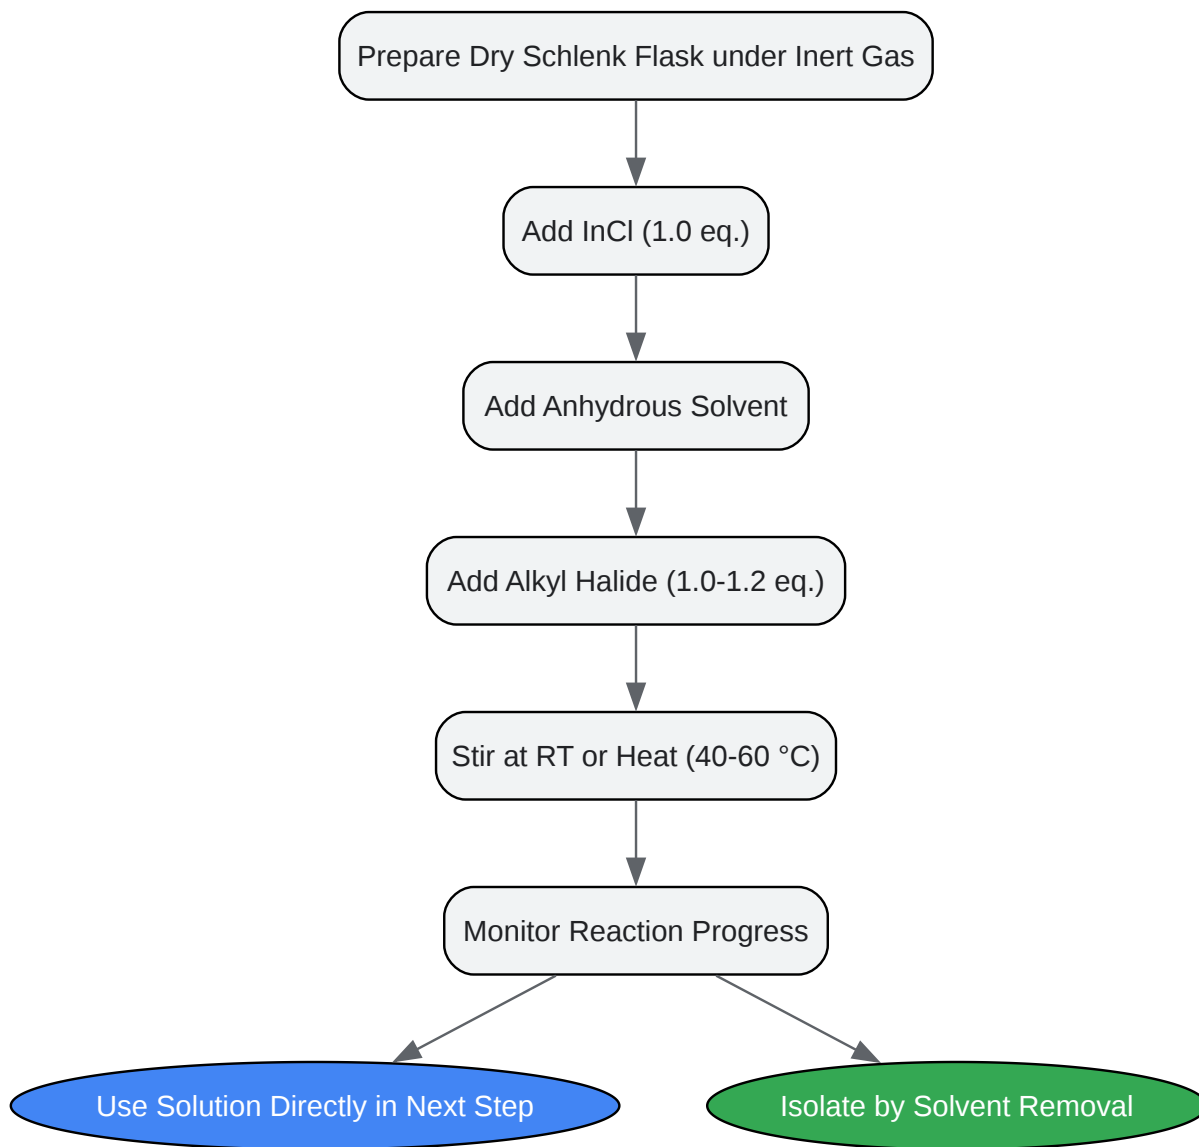 Prepare Dry Schlenk Flask under Inert Gas
Add InCl (1.0 eq.)
Add Anhydrous Solvent
Add Alkyl Halide (1.0-1.2 eq.)
Stir at RT or Heat (40-60 °C)
Monitor Reaction Progress
Use Solution Directly in Next Step
Isolate by Solvent Removal